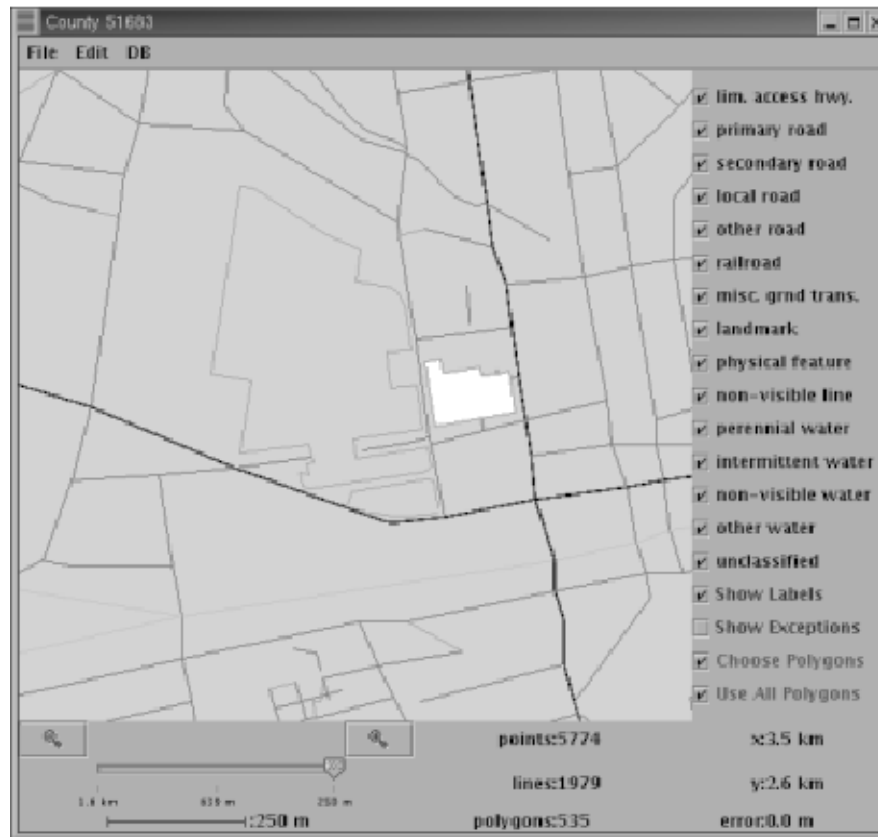 County 51683
File Edit DB
lim. access hwy.
primary road
secondary road
local road
other road
railroad
misc. grnd trans.
landmark
physical feature
non-visible line
perennial water
intermittent water
non-visible water
other water
unclassified
Show Labels
Show Exceptions
Choose Polygons
Use All Polygons
points:5774 x:3.5 km
lines:1979 y:2.6 km
1.6 km 639 m 250 m
:250 m polygons:535 error:0.0 m